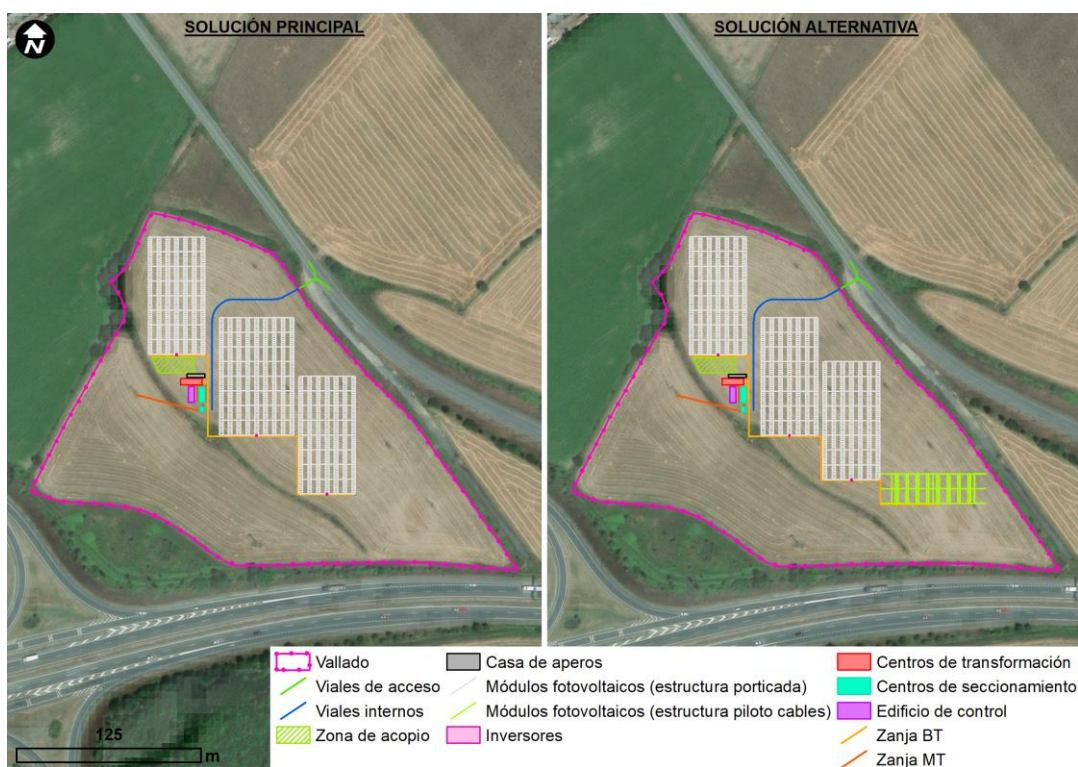 SOLUCIÓN PRINCIPAL
SOLUCIÓN ALTERNATIVA
N
Vallado
Viales de acceso
Viales internos
Zona de acopio
125
m
Casa de aperos
Módulos fotovoltaicos (estructura porticada)
Módulos fotovoltaicos (estructura piloto cables)
Inversores
Centros de transformación
Centros de seccionamiento
Edificio de control
Zanja BT
Zanja MT